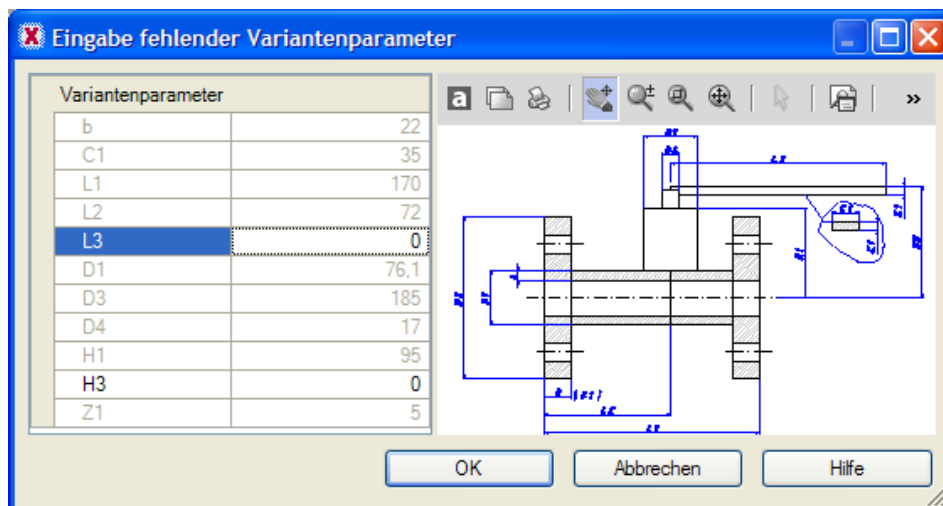 Eingabe fehlender Variantenparameter
Variantenparameter
b 22
C1 35
L1 170
L2 72
L3 0
D1 76,1
D3 185
D4 17
H1 95
H3 0
Z1 5
a
»
OK Abbrechen Hilfe